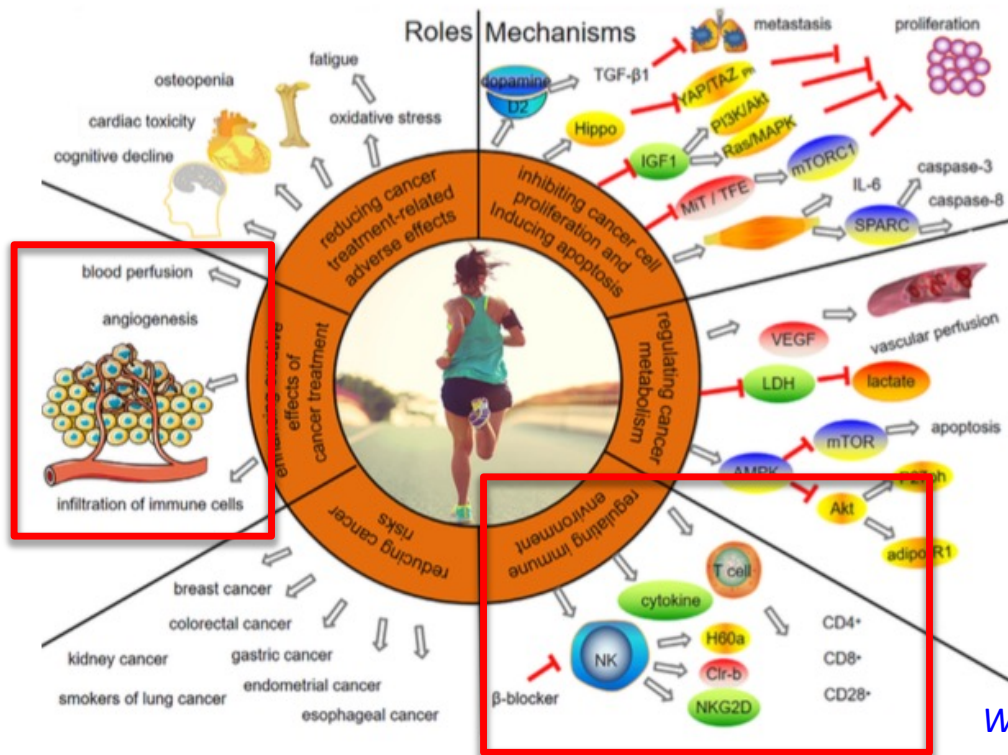 Roles
Mechanisms
fatigue
osteopenia
oxidative stress
cardiac toxicity
cognitive decline
reducing cancer
treatment-related
adverse effects
dopamine
D2
TGF-β1
metastasis
proliferation
Hippo
YAP/TAZ Ph
IGF1
PI3K/Akt
Ras/MAPK
MiT / TFE
mTORC1
IL-6
SPARC
caspase-3
caspase-8
inhibiting cancer cell
proliferation and
Inducing apoptosis
blood perfusion
angiogenesis
infiltration of immune cells
effects of
cancer treatment
regulating cancer
metabolism
VEGF
vascular perfusion
LDH
lactate
AMPK
mTOR
apoptosis
Akt
P27ph
adipoR1
reducing cancer
risks
breast cancer
colorectal cancer
kidney cancer
gastric cancer
smokers of lung cancer
endometrial cancer
esophageal cancer
regulating immune
environment
T cell
cytokine
NK
β-blocker
H60a
Clr-b
NKG2D
CD4+
CD8+
CD28+
W